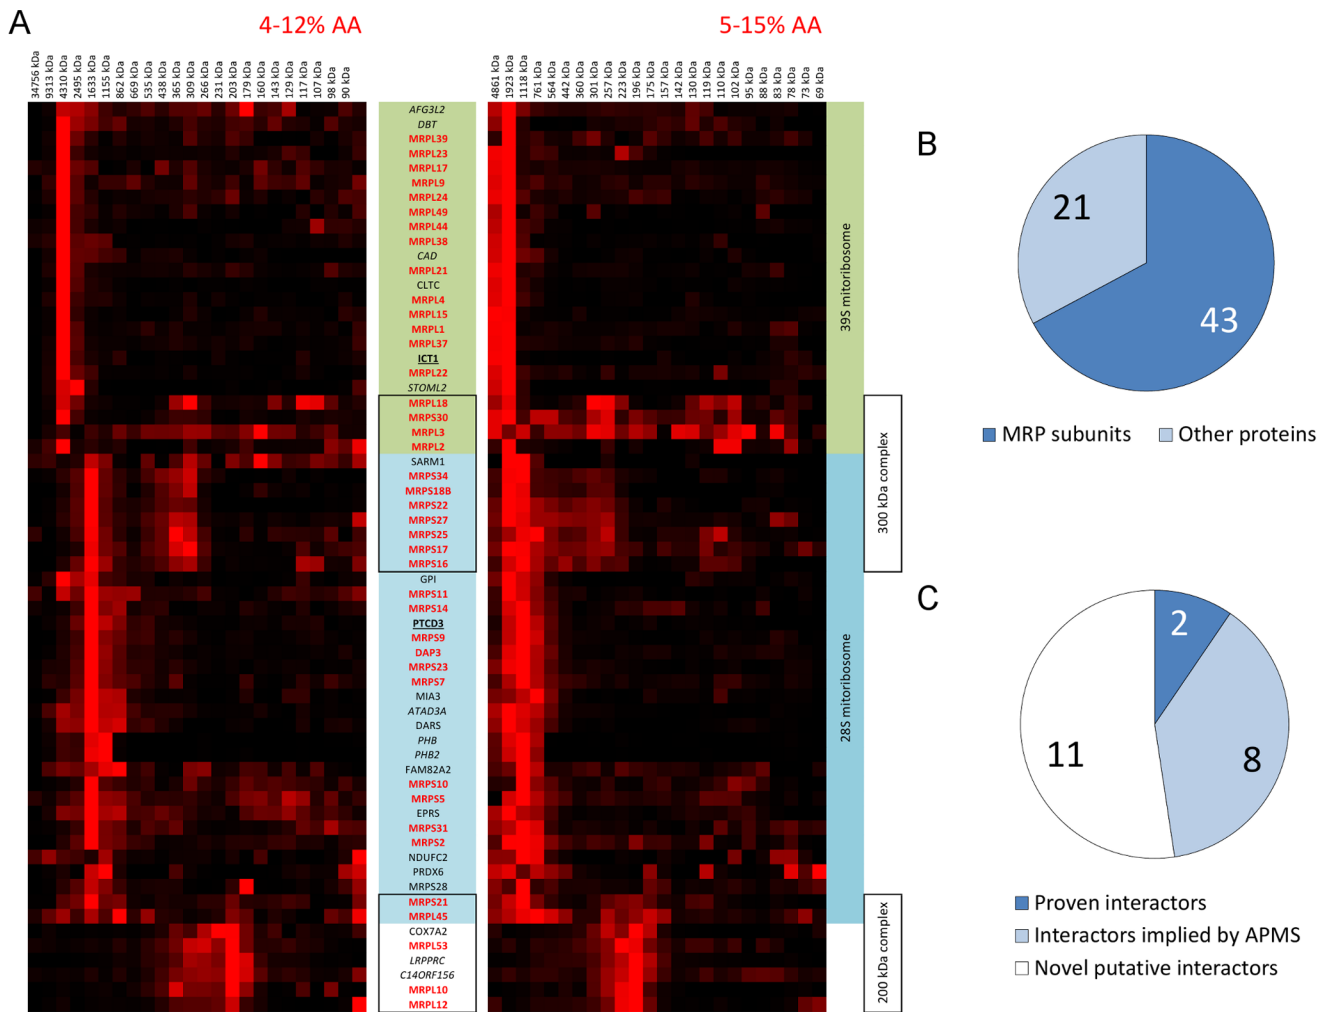 A
4-12% AA
5-15% AA
34756 kDa
9313 kDa
4310 kDa
2495 kDa
1633 kDa
1155 kDa
862 kDa
669 kDa
535 kDa
438 kDa
365 kDa
309 kDa
266 kDa
231 kDa
203 kDa
179 kDa
160 kDa
143 kDa
129 kDa
117 kDa
107 kDa
98 kDa
90 kDa
4861 kDa
1923 kDa
1118 kDa
761 kDa
564 kDa
442 kDa
360 kDa
301 kDa
257 kDa
223 kDa
196 kDa
175 kDa
157 kDa
142 kDa
130 kDa
119 kDa
110 kDa
102 kDa
95 kDa
88 kDa
83 kDa
78 kDa
73 kDa
69 kDa
AFG3L2
DBT
MRPL39
MRPL23
MRPL17
MRPL9
MRPL24
MRPL49
MRPL44
MRPL38
CAD
MRPL21
CLTC
MRPL4
MRPL15
MRPL1
MRPL37
ICT1
MRPL22
STOML2
MRPL18
MRPS30
MRPL3
MRPL2
SARM1
MRPS34
MRPS18B
MRPS22
MRPS27
MRPS25
MRPS17
MRPS16
GPI
MRPS11
MRPS14
PTCD3
MRPS9
DAP3
MRPS23
MRPS7
MIA3
ATAD3A
DARS
PHB
PHB2
FAM82A2
MRPS10
MRPS5
EPRS
MRPS31
MRPS2
NDUFC2
PRDX6
MRPS28
MRPS21
MRPL45
COX7A2
MRPL53
LRPPRC
C14ORF156
MRPL10
MRPL12
39S mitoribosome
28S mitoribosome
300 kDa complex
200 kDa complex
B
21
43
MRP subunits
Other proteins
C
2
8
11
Proven interactors
Interactors implied by APMS
Novel putative interactors